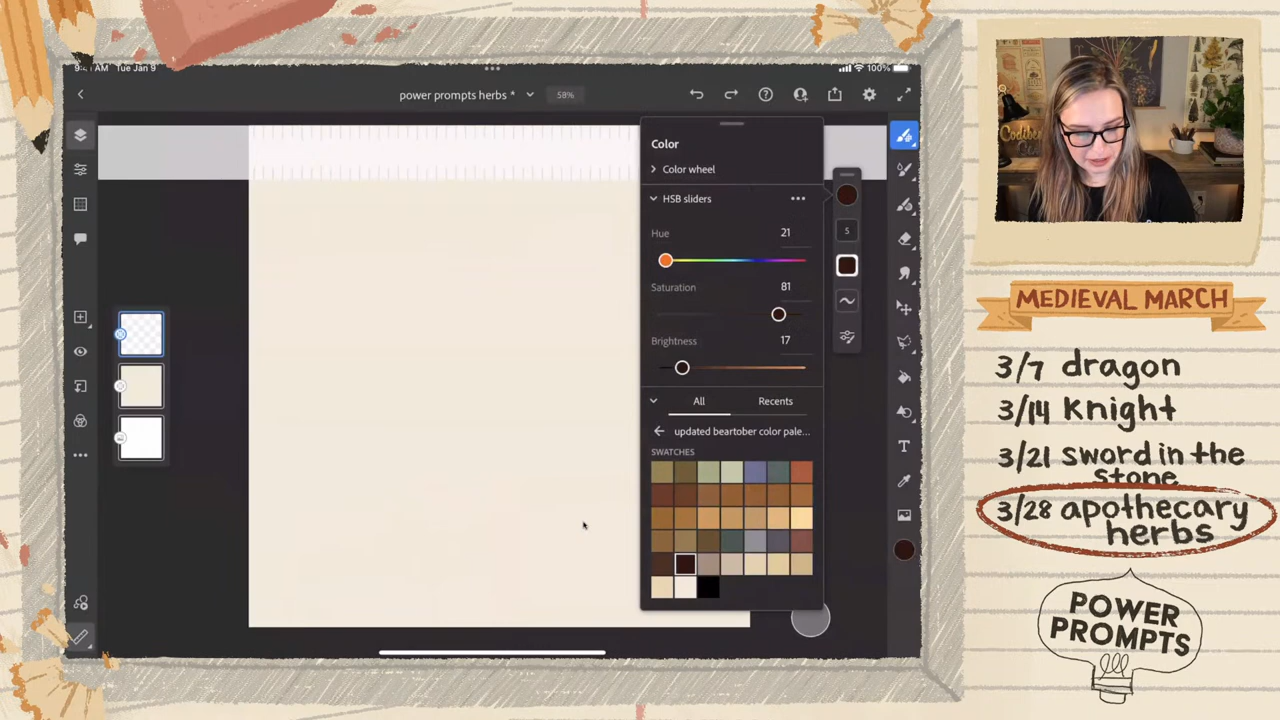 9:41 AM Tue Jan 9
100%
power prompts herbs *
58%
Color
Color wheel
HSB sliders
Hue 21
Saturation 81
Brightness 17
All Recents
updated beartober color pale...
SWATCHES
5
MEDIEVAL MARCH
3/7 dragon
3/14 knight
3/21 sword in the
stone
3/28 apothecary
herbs
POWER
PROMPTS